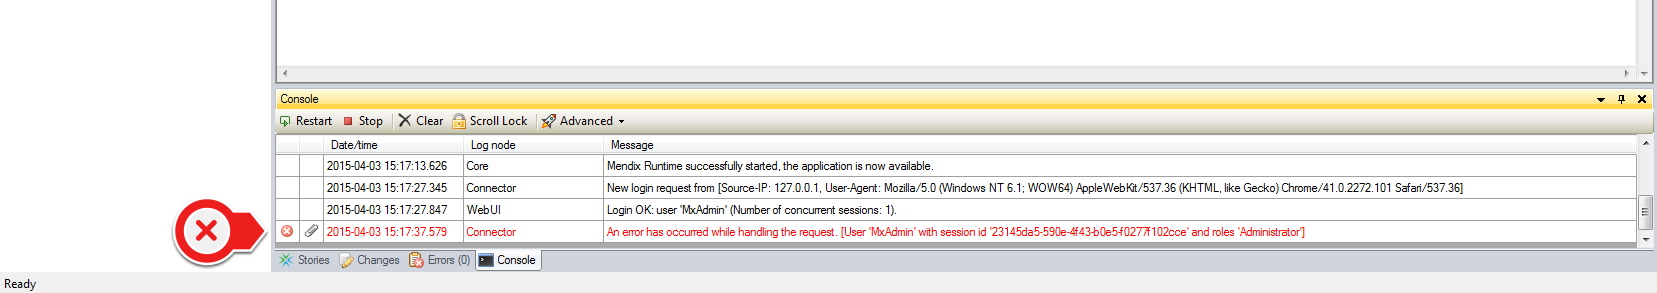 Console
Restart Stop Clear Scroll Lock Advanced
Date/time Log node Message
2015-04-03 15:17:13.626 Core Mendix Runtime successfully started, the application is now available.
2015-04-03 15:17:27.345 Connector New login request from [Source-IP: 127.0.0.1, User-Agent: Mozilla/5.0 (Windows NT 6.1; WOW64) AppleWebKit/537.36 (KHTML, like Gecko) Chrome/41.0.2272.101 Safari/537.36]
2015-04-03 15:17:27.847 WebUI Login OK: user 'MxAdmin' (Number of concurrent sessions: 1).
2015-04-03 15:17:37.579 Connector An error has occurred while handling the request. [User 'MxAdmin' with session id '23145da5-590e-4f43-b0e5-f0277f102cce' and roles 'Administrator']
Stories Changes Errors (0) Console
Ready